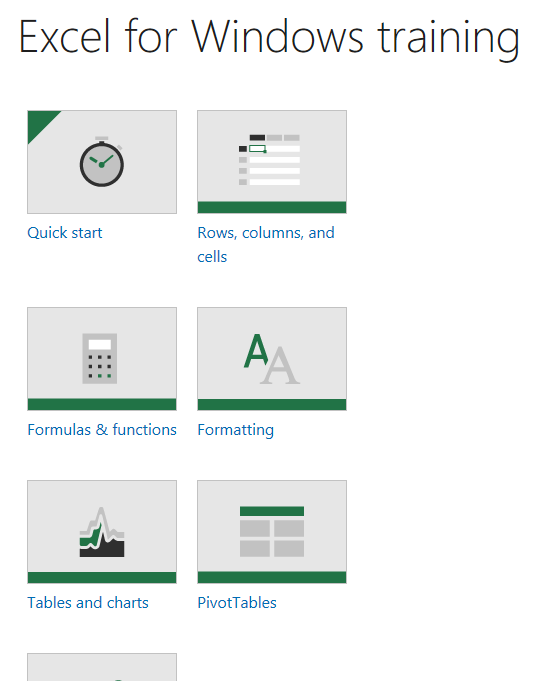 Excel for Windows training
Quick start
Rows, columns, and
cells
Formulas & functions
Formatting
Tables and charts
PivotTables